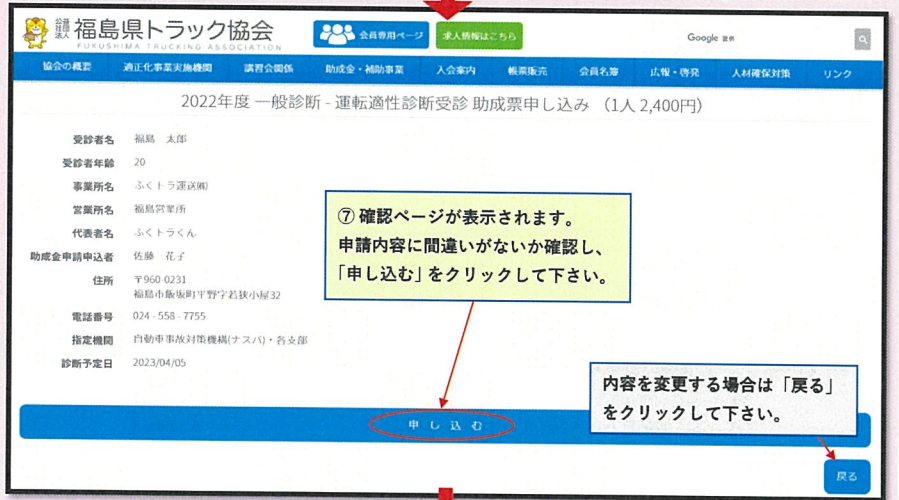 公益社団法人 福島県トラック協会
FUKUSHIMA TRUCKING ASSOCIATION
会員専用ページ
求人情報はこちら
Google 提供
協会の概要 適正化事業実施機関 講習会関係 助成金・補助事業 入会案内 帳票販売 会員名簿 広報・啓発 人材確保対策 リンク
2022年度 一般診断 - 運転適性診断受診 助成票申し込み （1人 2,400円）
受診者名 福島 太郎
受診者年齢 20
事業所名 ふくトラ運送㈱
営業所名 福島営業所
代表者名 ふくトラくん
助成金申請申込者 佐藤 花子
住所 〒960-0231
福島市飯坂町平野字若狭小屋32
電話番号 024 - 558 - 7755
指定機関 自動車事故対策機構(ナスバ)・各支部
診断予定日 2023/04/05
⑦ 確認ページが表示されます。
申請内容に間違いがないか確認し、
「申し込む」をクリックして下さい。
内容を変更する場合は「戻る」
をクリックして下さい。
申し込む
戻る